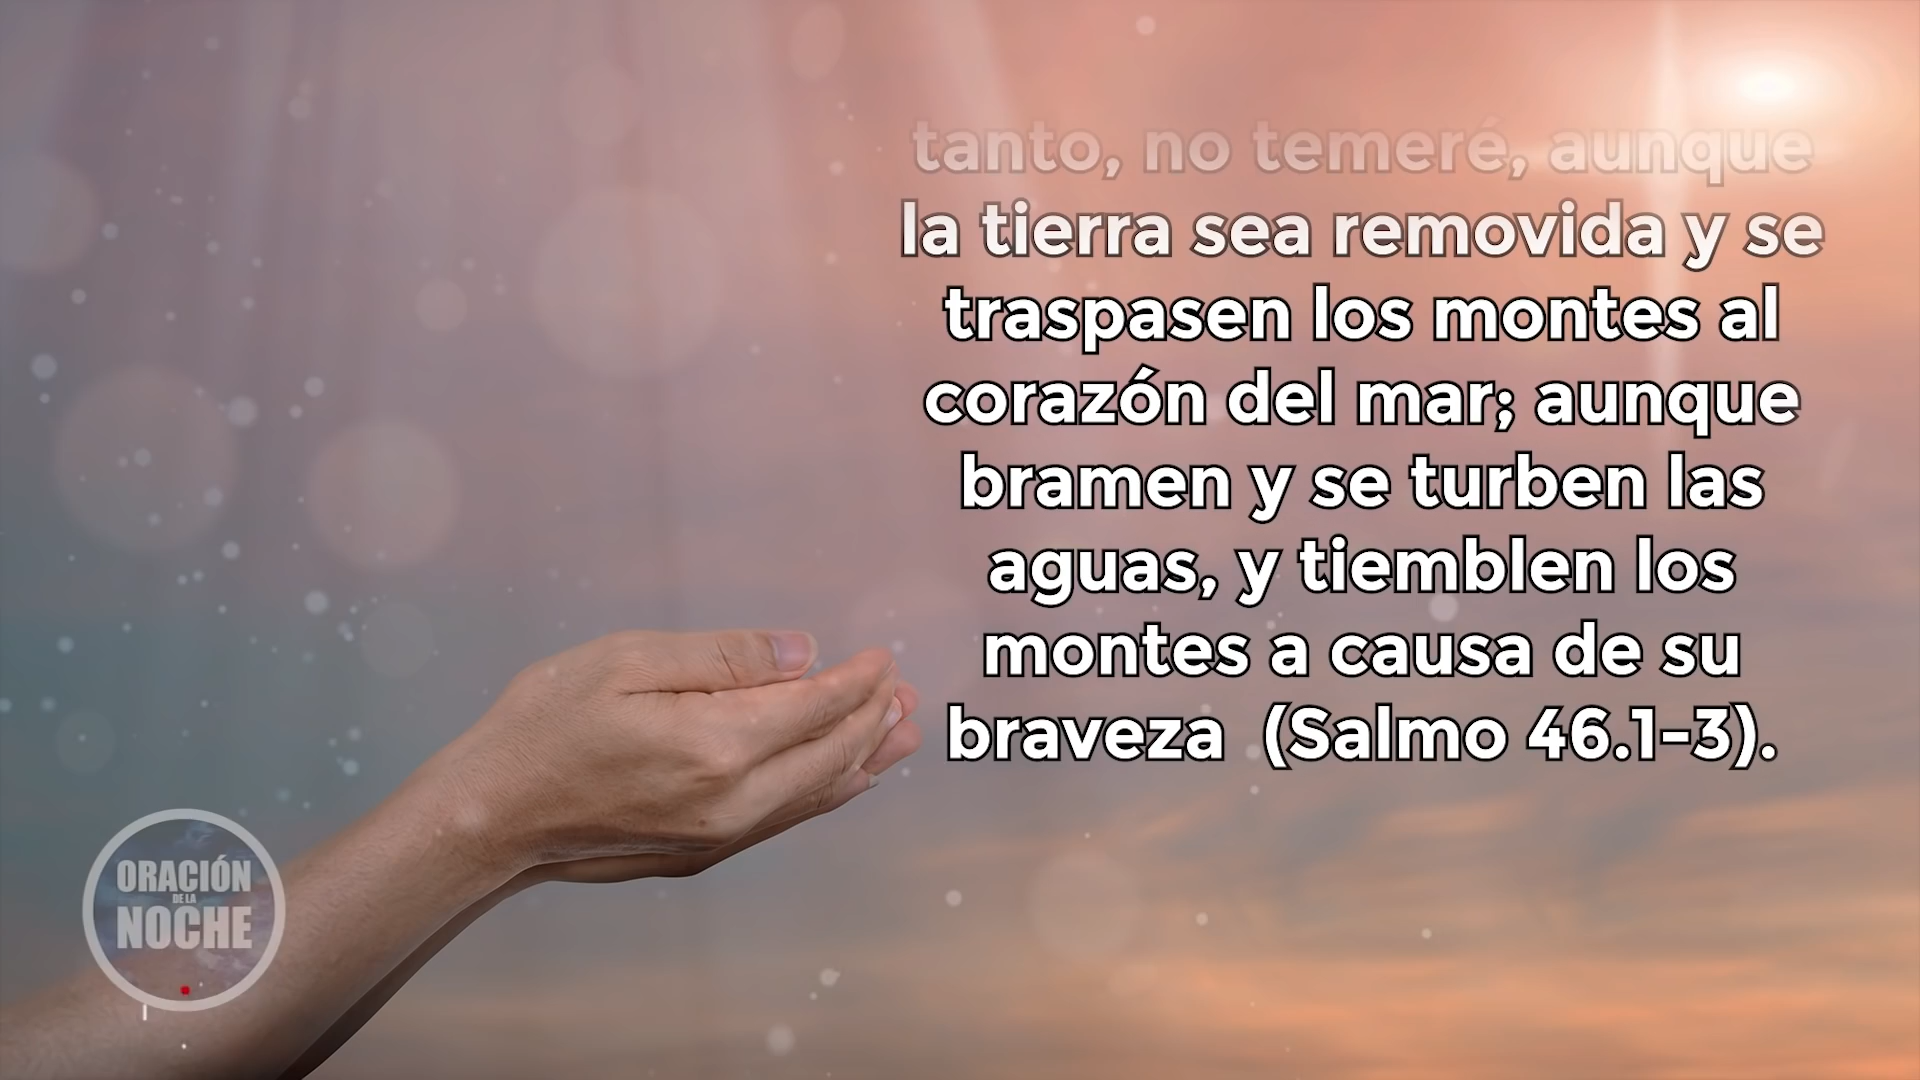 tanto, no temeré, aunque
la tierra sea removida y se
traspasen los montes al
corazón del mar; aunque
bramen y se turben las
aguas, y tiemblen los
montes a causa de su
braveza  (Salmo 46.1-3).
ORACIÓN
DE LA
NOCHE